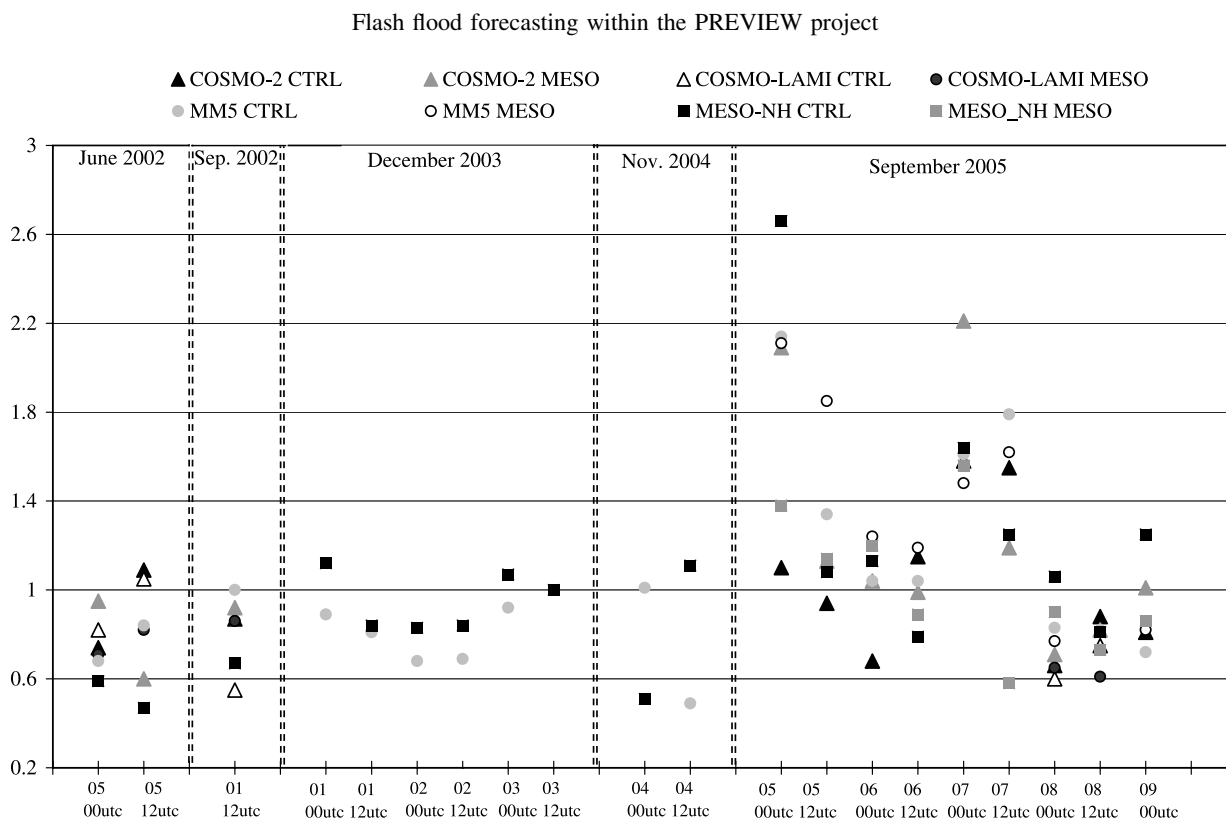 Flash flood forecasting within the PREVIEW project
COSMO-2 CTRL COSMO-2 MESO COSMO-LAMI CTRL COSMO-LAMI MESO
MM5 CTRL MM5 MESO MESO-NH CTRL MESO_NH MESO
3
June 2002 Sep. 2002 December 2003 Nov. 2004 September 2005
2.6
2.2
1.8
1.4
1
0.6
0.2
05 05 01 01 01 02 02 03 03 04 04 05 05 06 06 07 07 08 08 09
00utc 12utc 12utc 00utc 12utc 00utc 12utc 00utc 12utc 00utc 12utc 00utc 12utc 00utc 12utc 00utc 12utc 00utc 12utc 00utc